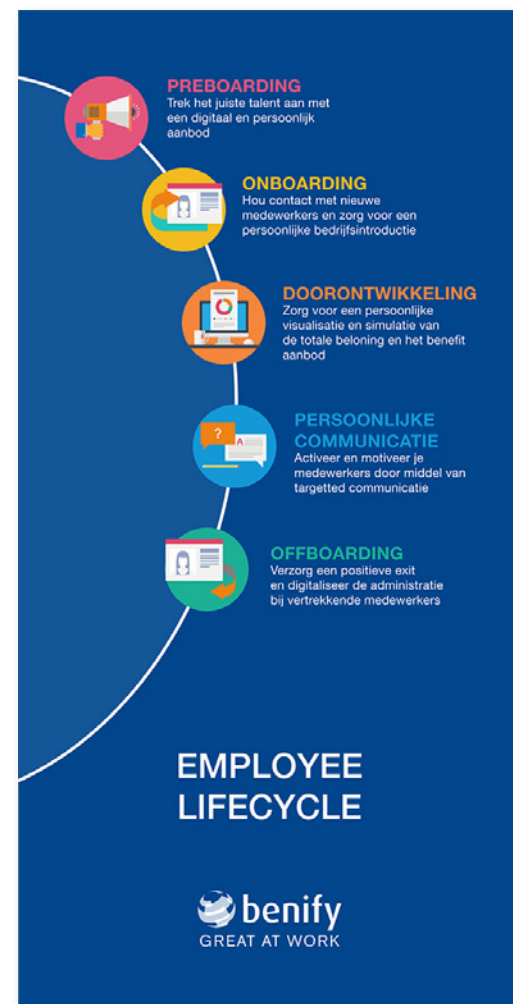 PREBOARDING
Trek het juiste talent aan met
een digitaal en persoonlijk
aanbod
ONBOARDING
Hou contact met nieuwe
medewerkers en zorg voor een
persoonlijke bedrijfsintroductie
DOORONTWIKKELING
Zorg voor een persoonlijke
visualisatie en simulatie van
de totale beloning en het benefit
aanbod
?
A
PERSOONLIJKE
COMMUNICATIE
Activeer en motiveer je
medewerkers door middel van
targetted communicatie
OFFBOARDING
Verzorg een positieve exit
en digitaliseer de administratie
bij vertrekkende medewerkers
EMPLOYEE
LIFECYCLE
benify
GREAT AT WORK